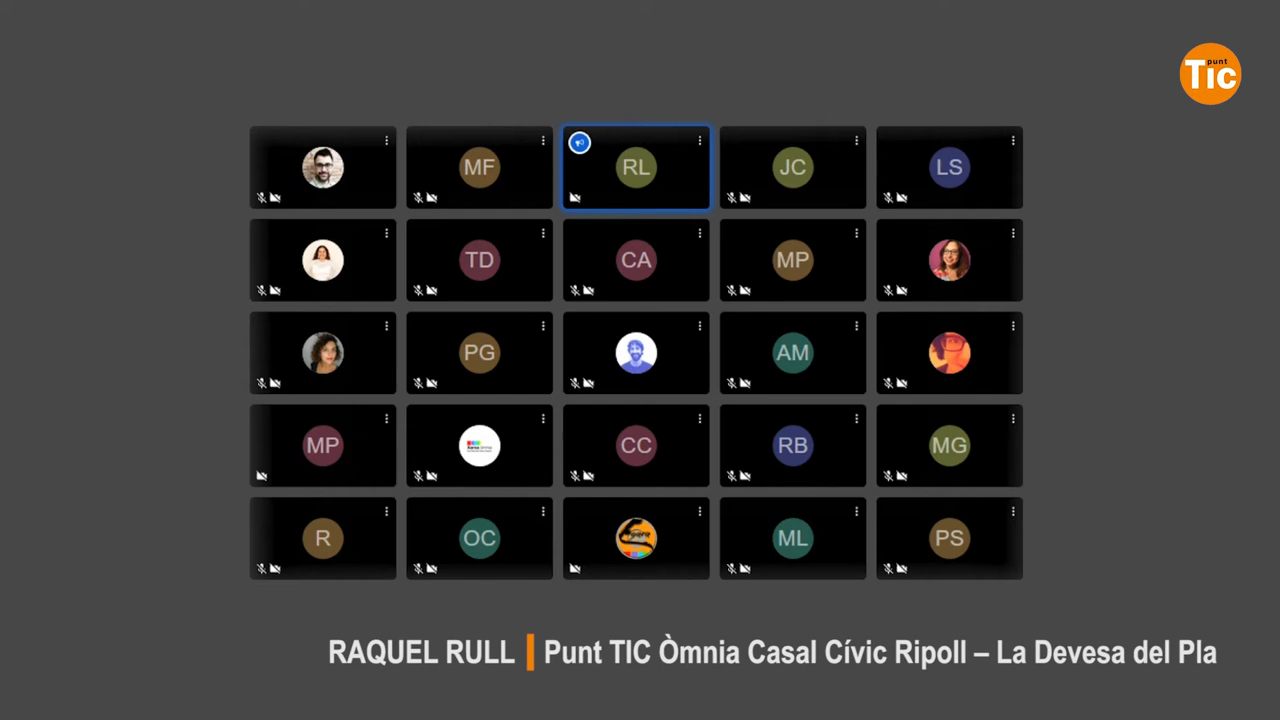 punt
TIC
MF
RL
JC
LS
TD
CA
MP
PG
AM
MP
CC
RB
MG
R
OC
ML
PS
RAQUEL RULL | Punt TIC Òmnia Casal Cívic Ripoll – La Devesa del Pla